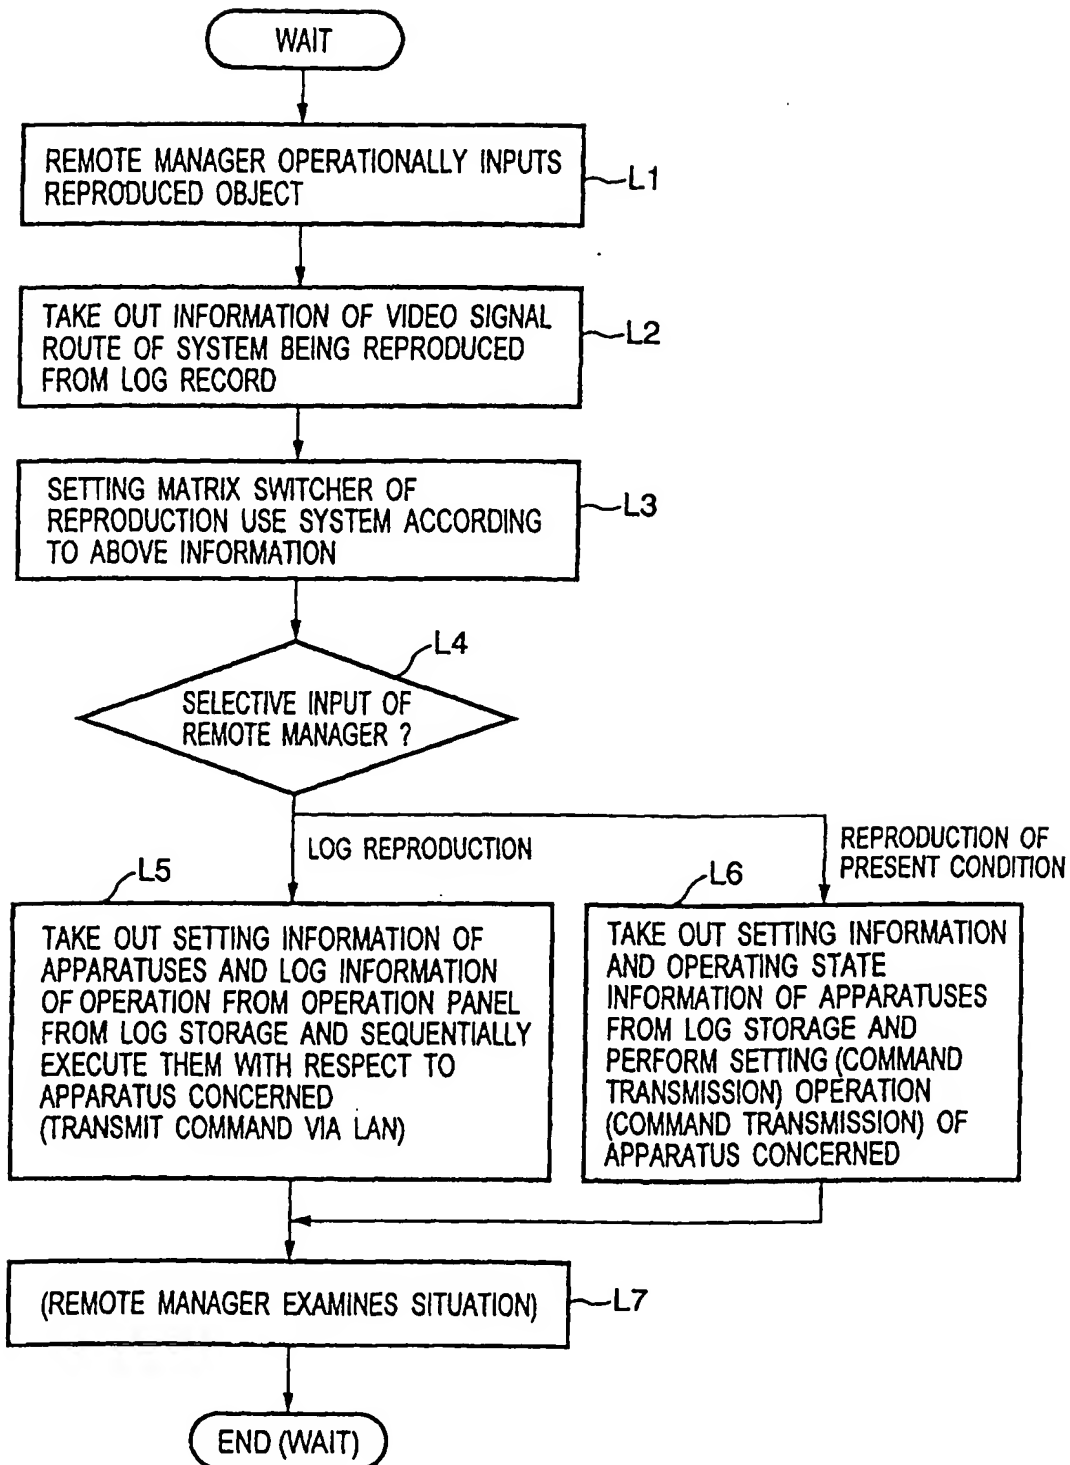 WAIT
REMOTE MANAGER OPERATIONALLY INPUTS
REPRODUCED OBJECT
L1
TAKE OUT INFORMATION OF VIDEO SIGNAL
ROUTE OF SYSTEM BEING REPRODUCED
FROM LOG RECORD
L2
SETTING MATRIX SWITCHER OF
REPRODUCTION USE SYSTEM ACCORDING
TO ABOVE INFORMATION
L3
L4
SELECTIVE INPUT OF
REMOTE MANAGER ?
LOG REPRODUCTION
REPRODUCTION OF
PRESENT CONDITION
L5
TAKE OUT SETTING INFORMATION OF
APPARATUSES AND LOG INFORMATION
OF OPERATION FROM OPERATION PANEL
FROM LOG STORAGE AND SEQUENTIALLY
EXECUTE THEM WITH RESPECT TO
APPARATUS CONCERNED
(TRANSMIT COMMAND VIA LAN)
L6
TAKE OUT SETTING INFORMATION
AND OPERATING STATE
INFORMATION OF APPARATUSES
FROM LOG STORAGE AND
PERFORM SETTING (COMMAND
TRANSMISSION) OPERATION
(COMMAND TRANSMISSION) OF
APPARATUS CONCERNED
(REMOTE MANAGER EXAMINES SITUATION)
L7
END (WAIT)